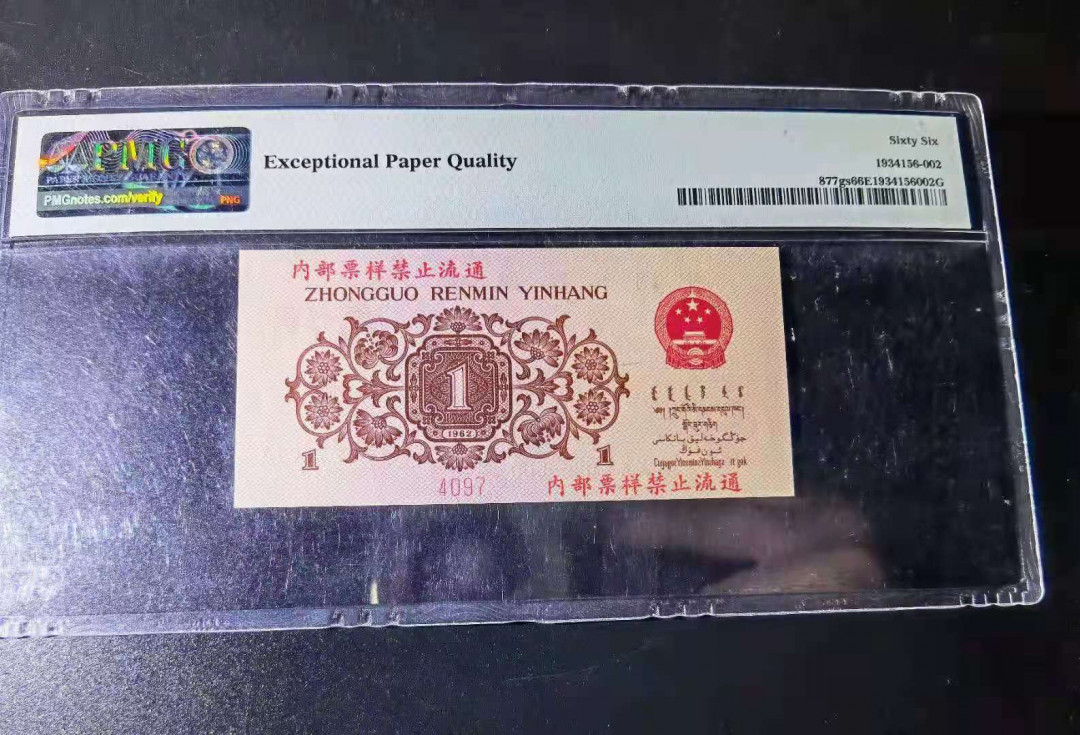 PMG
PMGnotes.com/verify
PMG
Exceptional Paper Quality
Sixty Six
1934156-002
877gs66E1934156002G
内部票样禁止流通
ZHONGGUO RENMIN YINHANG
1
(1962)
1
1
4097
内部票样禁止流通